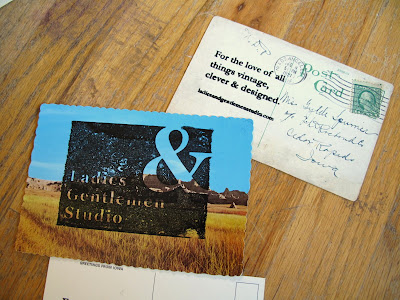 For the love of all
things vintage,
clever & designed.
ladiesandgentlemenstudio.com
Post
Card
Miss
Cedar Rapids
Iowa
&
Ladies
Gentlemen
Studio
GREETINGS FROM IOWA